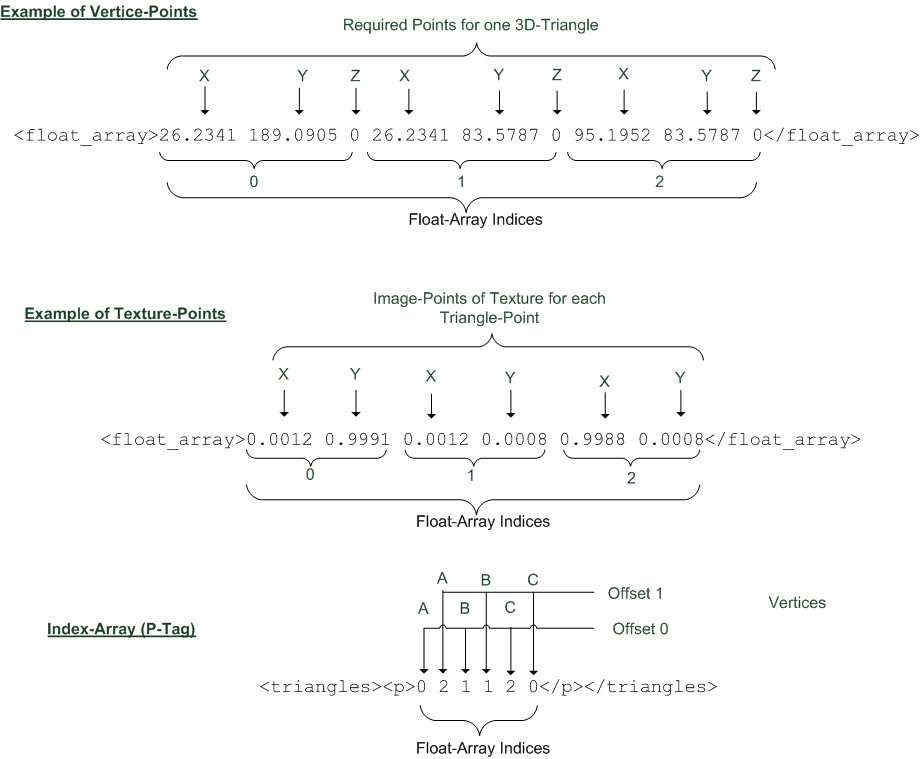 Example of Vertice-Points
Required Points for one 3D-Triangle
X Y Z X Y Z X Y Z
<float_array>26.2341 189.0905 0 26.2341 83.5787 0 95.1952 83.5787 0</float_array>
0 1 2
Float-Array Indices
Example of Texture-Points
Image-Points of Texture for each
Triangle-Point
X Y X Y X Y
<float_array>0.0012 0.9991 0.0012 0.0008 0.9988 0.0008</float_array>
0 1 2
Float-Array Indices
A B C
Offset 1
Vertices
A B C
Offset 0
Index-Array (P-Tag)
<triangles><p>0 2 1 1 2 0</p></triangles>
Float-Array Indices